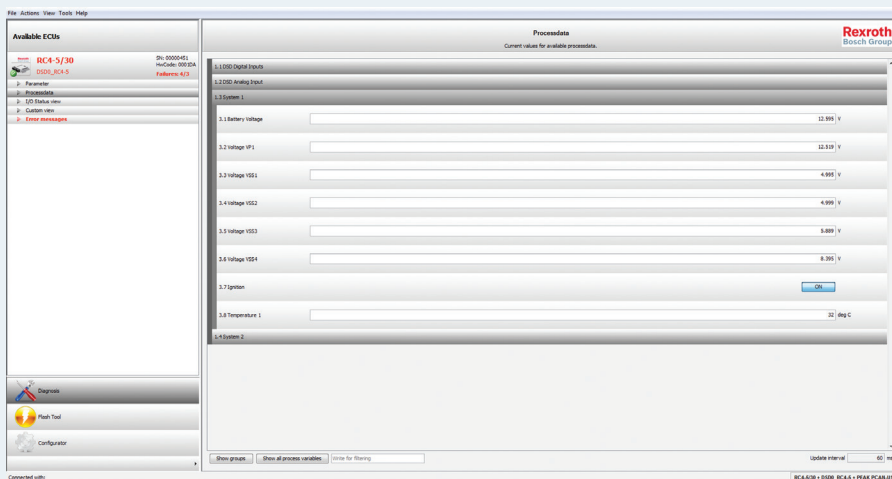 File Actions View Tools Help
Available ECUs
Processdata
Current values for available processdata.
Rexroth
Bosch Group
RC4-5/30
DSD0_RC4-5
SN: 00000451
HwCode: 0003DA
Failures: 4/3
Parameter
Processdata
I/O Status view
Custom view
Error messages
1.1 DSD Digital Inputs
1.2 DSD Analog Input
1.3 System 1
3.1 Battery Voltage 12.595 V
3.2 Voltage VP1 12.519 V
3.3 Voltage VSS1 4.995 V
3.4 Voltage VSS2 4.999 V
3.5 Voltage VSS3 5.009 V
3.6 Voltage VSS4 8.395 V
3.7 Ignition ON
3.8 Temperature 1 32 deg C
1.4 System 2
Diagnosis
Flash Tool
Configurator
Show groups Show all process variables Write for filtering Update interval 60 ms
Connected with: